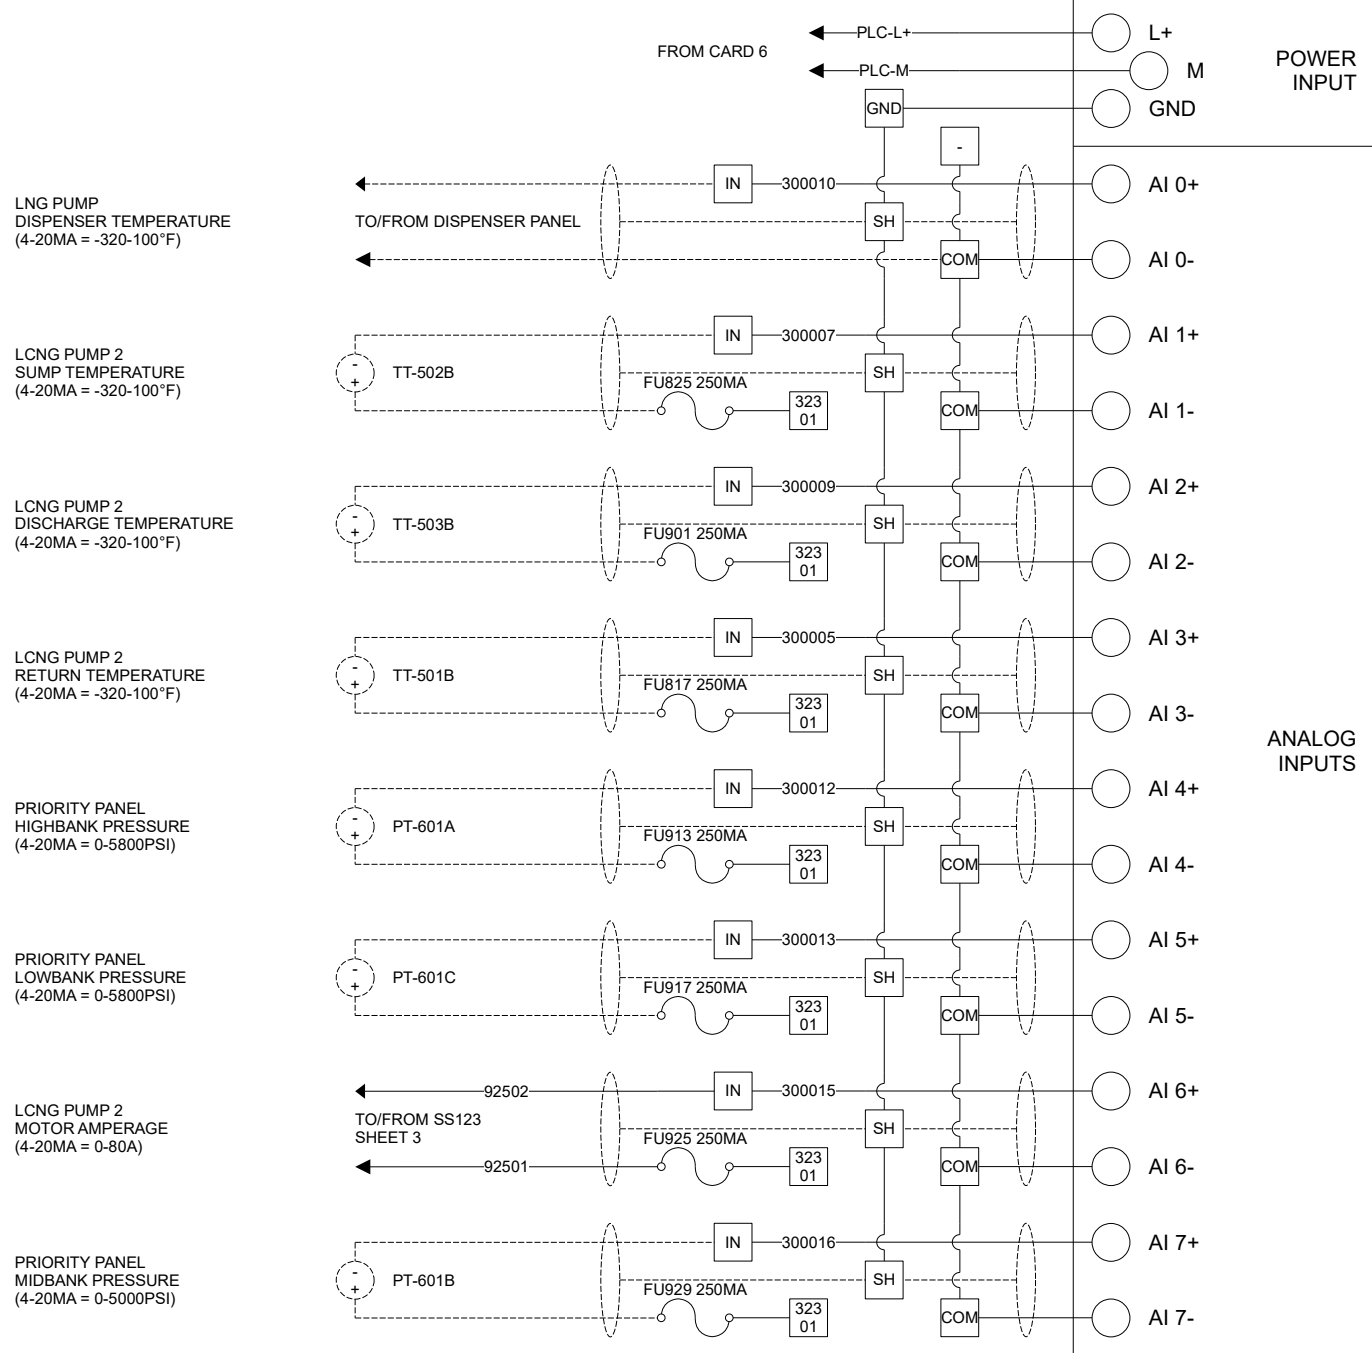 PLC-L+
L+
FROM CARD 6
POWER
INPUT
PLC-M
M
GND
GND
-
LNG PUMP
DISPENSER TEMPERATURE
(4-20MA = -320-100°F)
TO/FROM DISPENSER PANEL
IN
300010
AI 0+
SH
COM
AI 0-
LCNG PUMP 2
SUMP TEMPERATURE
(4-20MA = -320-100°F)
-
+
TT-502B
IN
300007
AI 1+
SH
FU825 250MA
323
01
COM
AI 1-
LCNG PUMP 2
DISCHARGE TEMPERATURE
(4-20MA = -320-100°F)
-
+
TT-503B
IN
300009
AI 2+
SH
FU901 250MA
323
01
COM
AI 2-
LCNG PUMP 2
RETURN TEMPERATURE
(4-20MA = -320-100°F)
-
+
TT-501B
IN
300005
AI 3+
SH
FU817 250MA
323
01
COM
AI 3-
ANALOG
INPUTS
PRIORITY PANEL
HIGHBANK PRESSURE
(4-20MA = 0-5800PSI)
-
+
PT-601A
IN
300012
AI 4+
SH
FU913 250MA
323
01
COM
AI 4-
PRIORITY PANEL
LOWBANK PRESSURE
(4-20MA = 0-5800PSI)
-
+
PT-601C
IN
300013
AI 5+
SH
FU917 250MA
323
01
COM
AI 5-
LCNG PUMP 2
MOTOR AMPERAGE
(4-20MA = 0-80A)
92502
TO/FROM SS123
SHEET 3
92501
IN
300015
AI 6+
SH
FU925 250MA
323
01
COM
AI 6-
PRIORITY PANEL
MIDBANK PRESSURE
(4-20MA = 0-5000PSI)
-
+
PT-601B
IN
300016
AI 7+
SH
FU929 250MA
323
01
COM
AI 7-